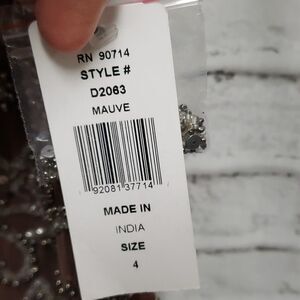 RN 90714
STYLE #
D2063
MAUVE
92081 37714
MADE IN
INDIA
SIZE
4